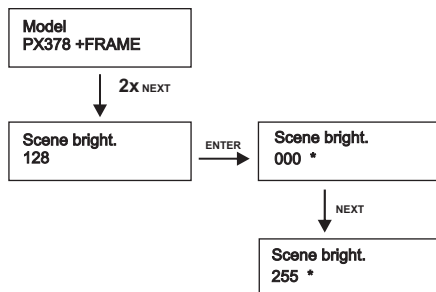 Model
PX378 +FRAME
2x NEXT
Scene bright.
128
ENTER
Scene bright.
000 *
NEXT
Scene bright.
255 *